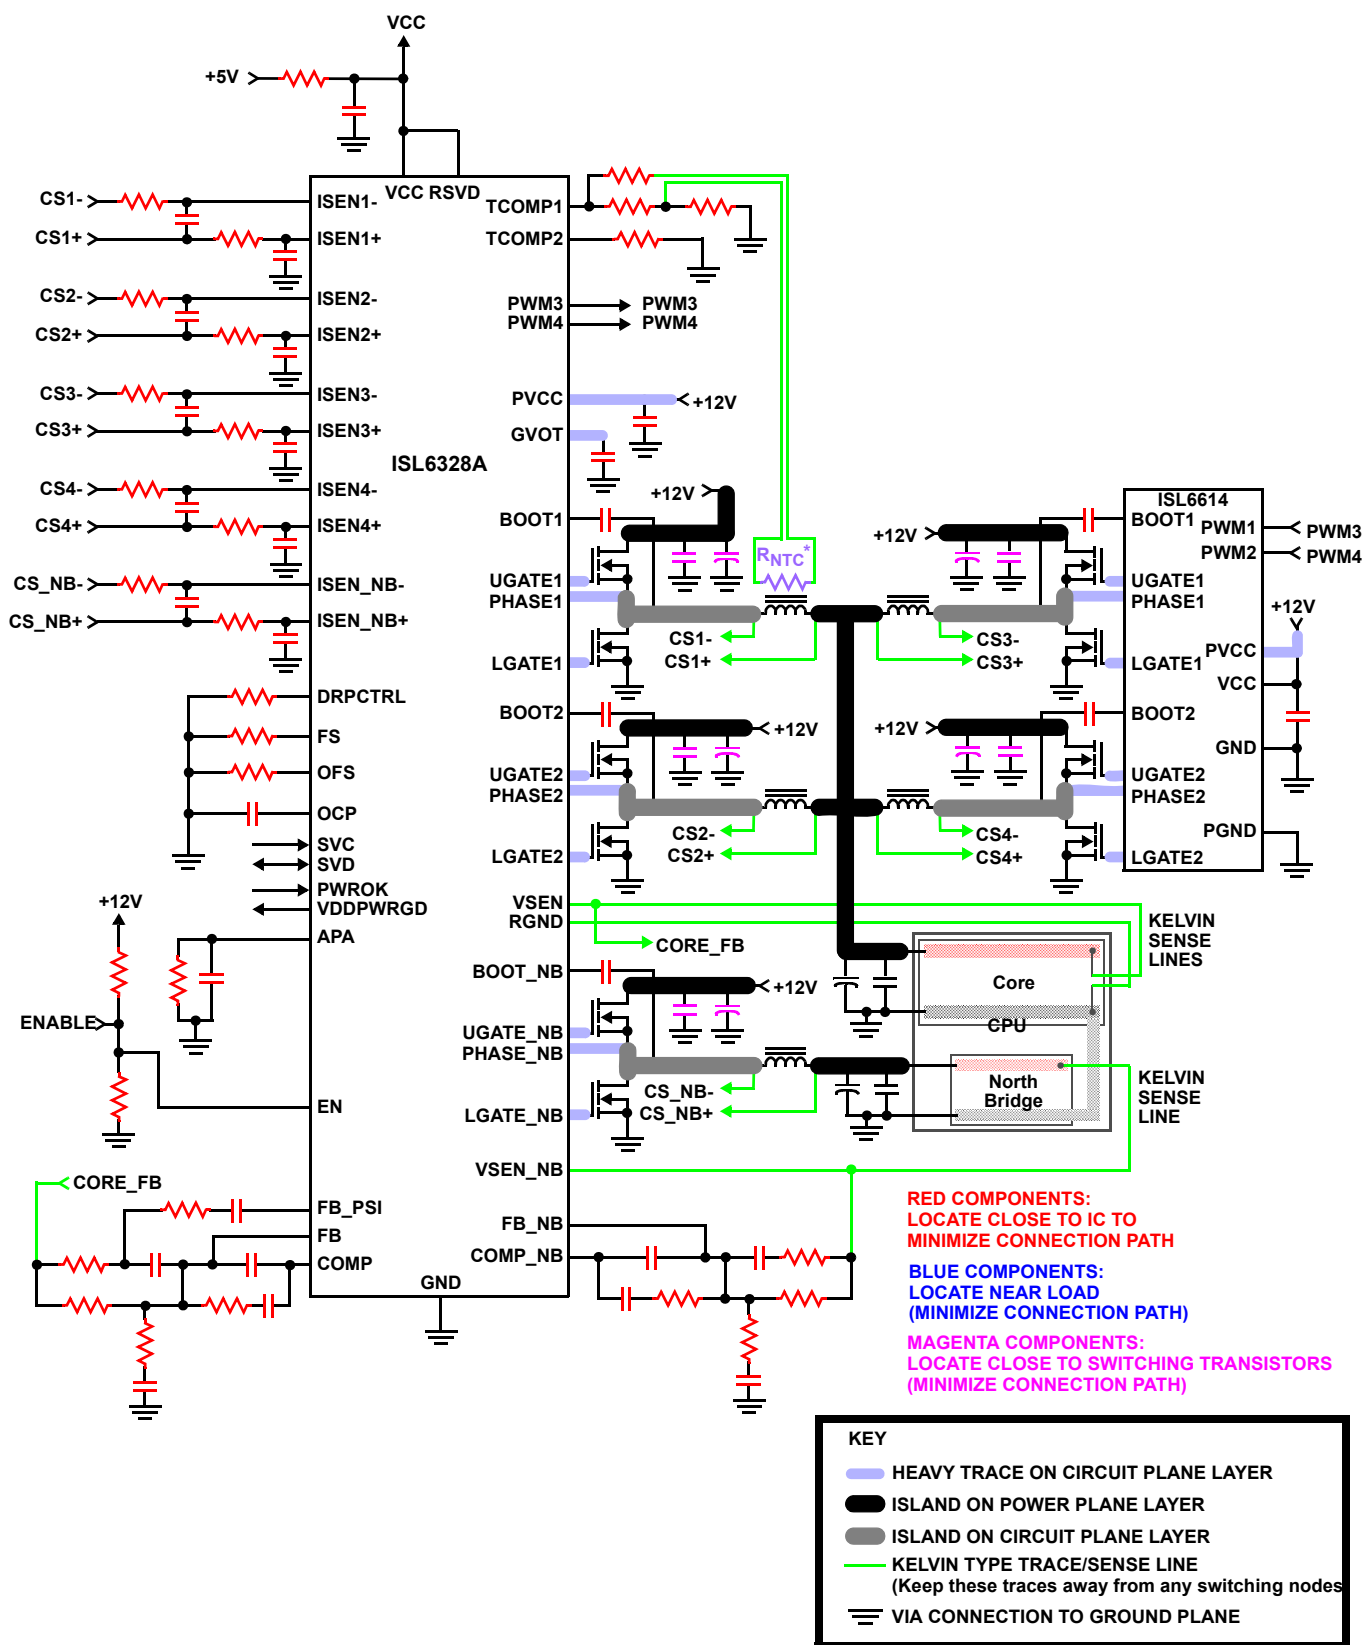 VCC
+5V
VCC RSVD
CS1-
ISEN1-
CS1+
ISEN1+
CS2-
ISEN2-
CS2+
ISEN2+
CS3-
ISEN3-
CS3+
ISEN3+
CS4-
ISEN4-
CS4+
ISEN4+
CS_NB-
ISEN_NB-
CS_NB+
ISEN_NB+
DRPCTRL
FS
OFS
OCP
SVC
SVD
PWROK
VDDPWRGD
+12V
APA
ENABLE
EN
CORE_FB
FB_PSI
FB
COMP
ISL6328A
GND
TCOMP1
TCOMP2
PWM3
PWM3
PWM4
PWM4
PVCC
+12V
GVOT
+12V
BOOT1
UGATE1
PHASE1
LGATE1
RNTC*
CS1-
CS1+
BOOT2
+12V
UGATE2
PHASE2
LGATE2
CS2-
CS2+
VSEN
RGND
CORE_FB
BOOT_NB
+12V
UGATE_NB
PHASE_NB
LGATE_NB
CS_NB-
CS_NB+
VSEN_NB
FB_NB
COMP_NB
+12V
CS3-
CS3+
+12V
CS4-
CS4+
ISL6614
BOOT1
PWM1
PWM3
PWM2
PWM4
UGATE1
PHASE1
+12V
PVCC
LGATE1
VCC
BOOT2
GND
UGATE2
PHASE2
PGND
LGATE2
KELVIN
SENSE
LINES
Core
CPU
North
Bridge
KELVIN
SENSE
LINE
RED COMPONENTS:
LOCATE CLOSE TO IC TO
MINIMIZE CONNECTION PATH
BLUE COMPONENTS:
LOCATE NEAR LOAD
(MINIMIZE CONNECTION PATH)
MAGENTA COMPONENTS:
LOCATE CLOSE TO SWITCHING TRANSISTORS
(MINIMIZE CONNECTION PATH)
KEY
HEAVY TRACE ON CIRCUIT PLANE LAYER
ISLAND ON POWER PLANE LAYER
ISLAND ON CIRCUIT PLANE LAYER
KELVIN TYPE TRACE/SENSE LINE
(Keep these traces away from any switching nodes
VIA CONNECTION TO GROUND PLANE